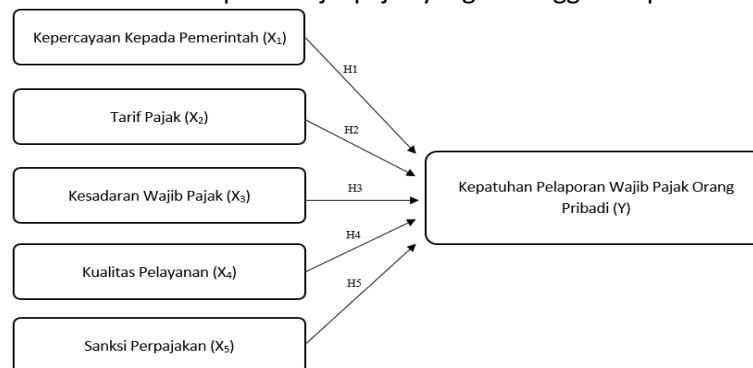 Kepercayaan Kepada Pemerintah (X₁)
H1
Tarif Pajak (X₂)
H2
Kesadaran Wajib Pajak (X₃)
H3
Kepatuhan Pelaporan Wajib Pajak Orang
Pribadi (Y)
H4
Kualitas Pelayanan (X₄)
H5
Sanksi Perpajakan (X₅)